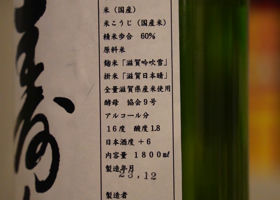 寿
米（国産）
米こうじ（国産米）
精米歩合　60%
原料米
麹米「滋賀吟吹雪」
掛米「滋賀日本晴」
全量滋賀県産米使用
酵母　協会９号
アルコール分
１６度　酸度1.8
日本酒度＋６
内容量　１８００㎖
製造年月
23.12
製造者